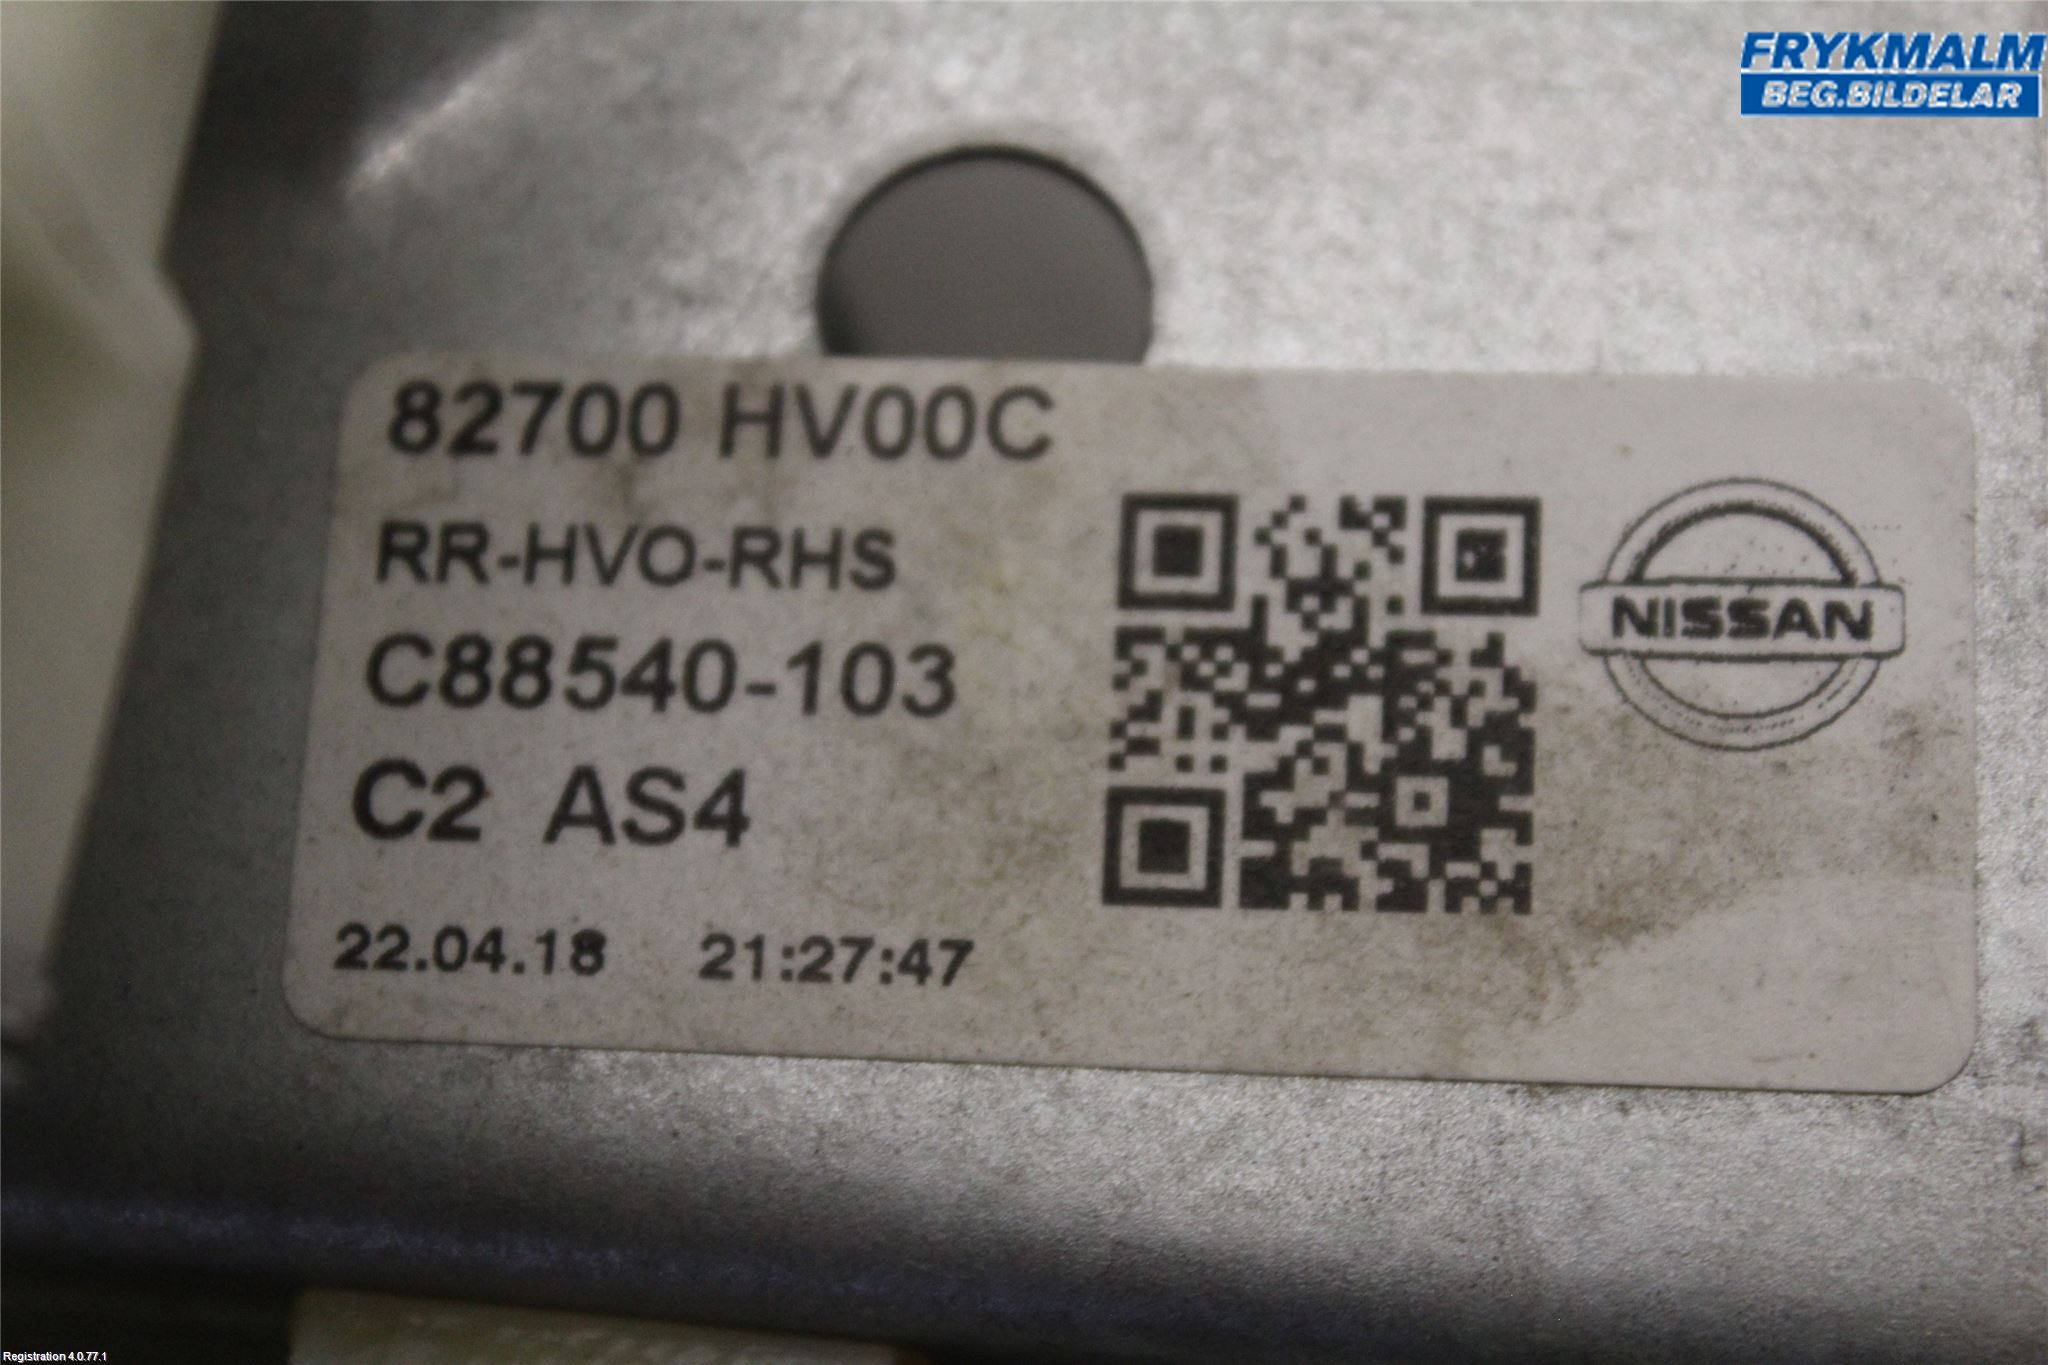 FRYKMALM
BEG.BILDELAR
82700 HV00C
RR-HVO-RHS
C88540-103
C2 AS4
NISSAN
22.04.18 21:27:47
Registration 4.0.77.1